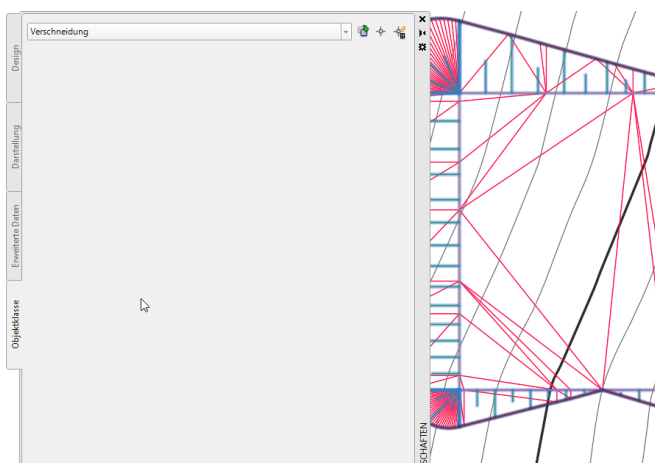 Verschneidung
Design
Darstellung
Erweiterte Daten
Objektklasse
SCHAFTEN